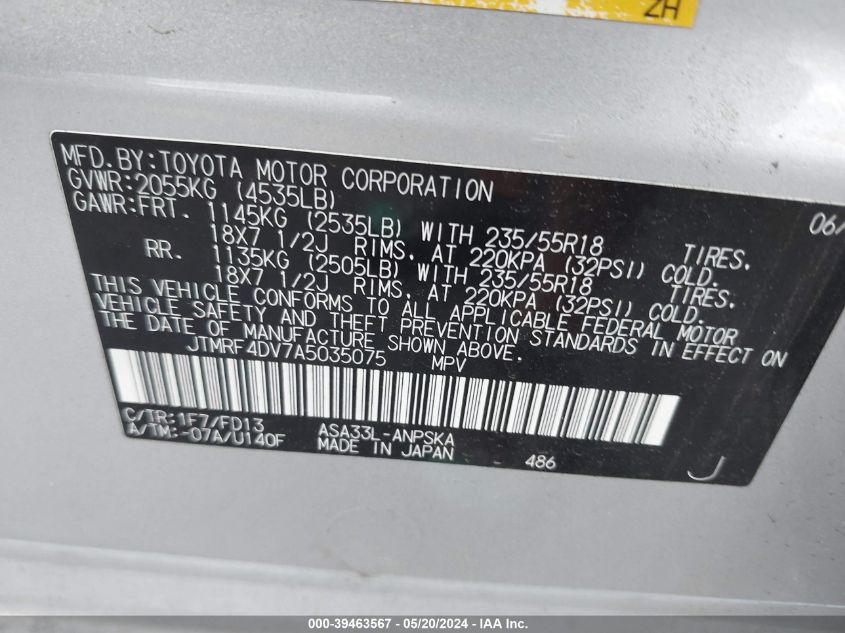 2H
MFD.BY:TOYOTA MOTOR CORPORATION 06/
GVWR:2055KG (4535LB)
GAWR:FRT. 1145KG (2535LB) WITH 235/55R18 TIRES,
18X7 1/2J RIMS, AT 220KPA (32PSI) COLD.
RR. 1135KG (2505LB) WITH 235/55R18 TIRES,
18X7 1/2J RIMS, AT 220KPA (32PSI) COLD.
THIS VEHICLE CONFORMS TO ALL APPLICABLE FEDERAL MOTOR
VEHICLE SAFETY AND THEFT PREVENTION STANDARDS IN EFFECT ON
THE DATE OF MANUFACTURE SHOWN ABOVE.
JTMRF4DV7A5035075 MPV
C/TR:1F7/FD13 ASA33L-ANPSKA
A/TM:-07A/U140F MADE IN JAPAN
486 J
000-39463567 / 05/20/2024 - IAA Inc.